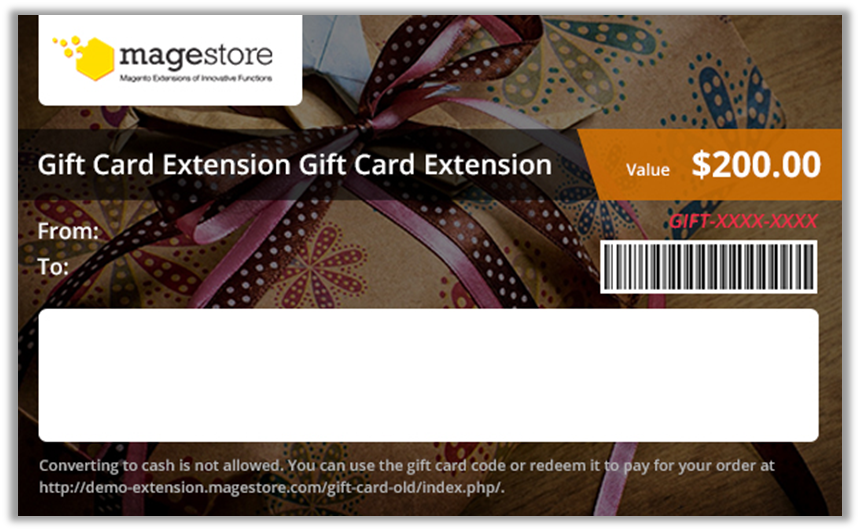 magestore
Magento Extensions of Innovative Functions
Gift Card Extension Gift Card Extension
Value $200.00
GIFT-XXXX-XXXX
From:
To:
Converting to cash is not allowed. You can use the gift card code or redeem it to pay for your order at
http://demo-extension.magestore.com/gift-card-old/index.php/.